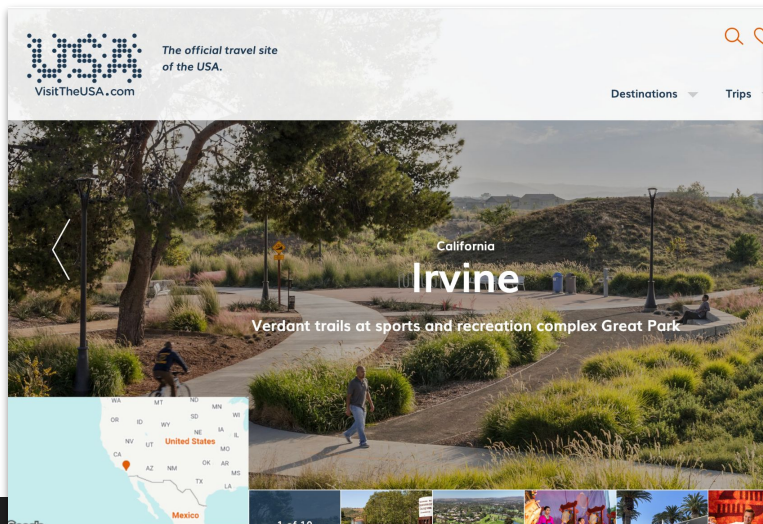 USA
VisitTheUSA.com
The official travel site
of the USA.
Destinations
Trips
California
Irvine
Verdant trails at sports and recreation complex Great Park
WA
MT
ND
MN
OR
ID
SD
WI
WY
NE
IA
IL
NV
UT
United States
MO
CA
AZ
NM
OK
AR
MS
TX
LA
Mexico
1 of 10